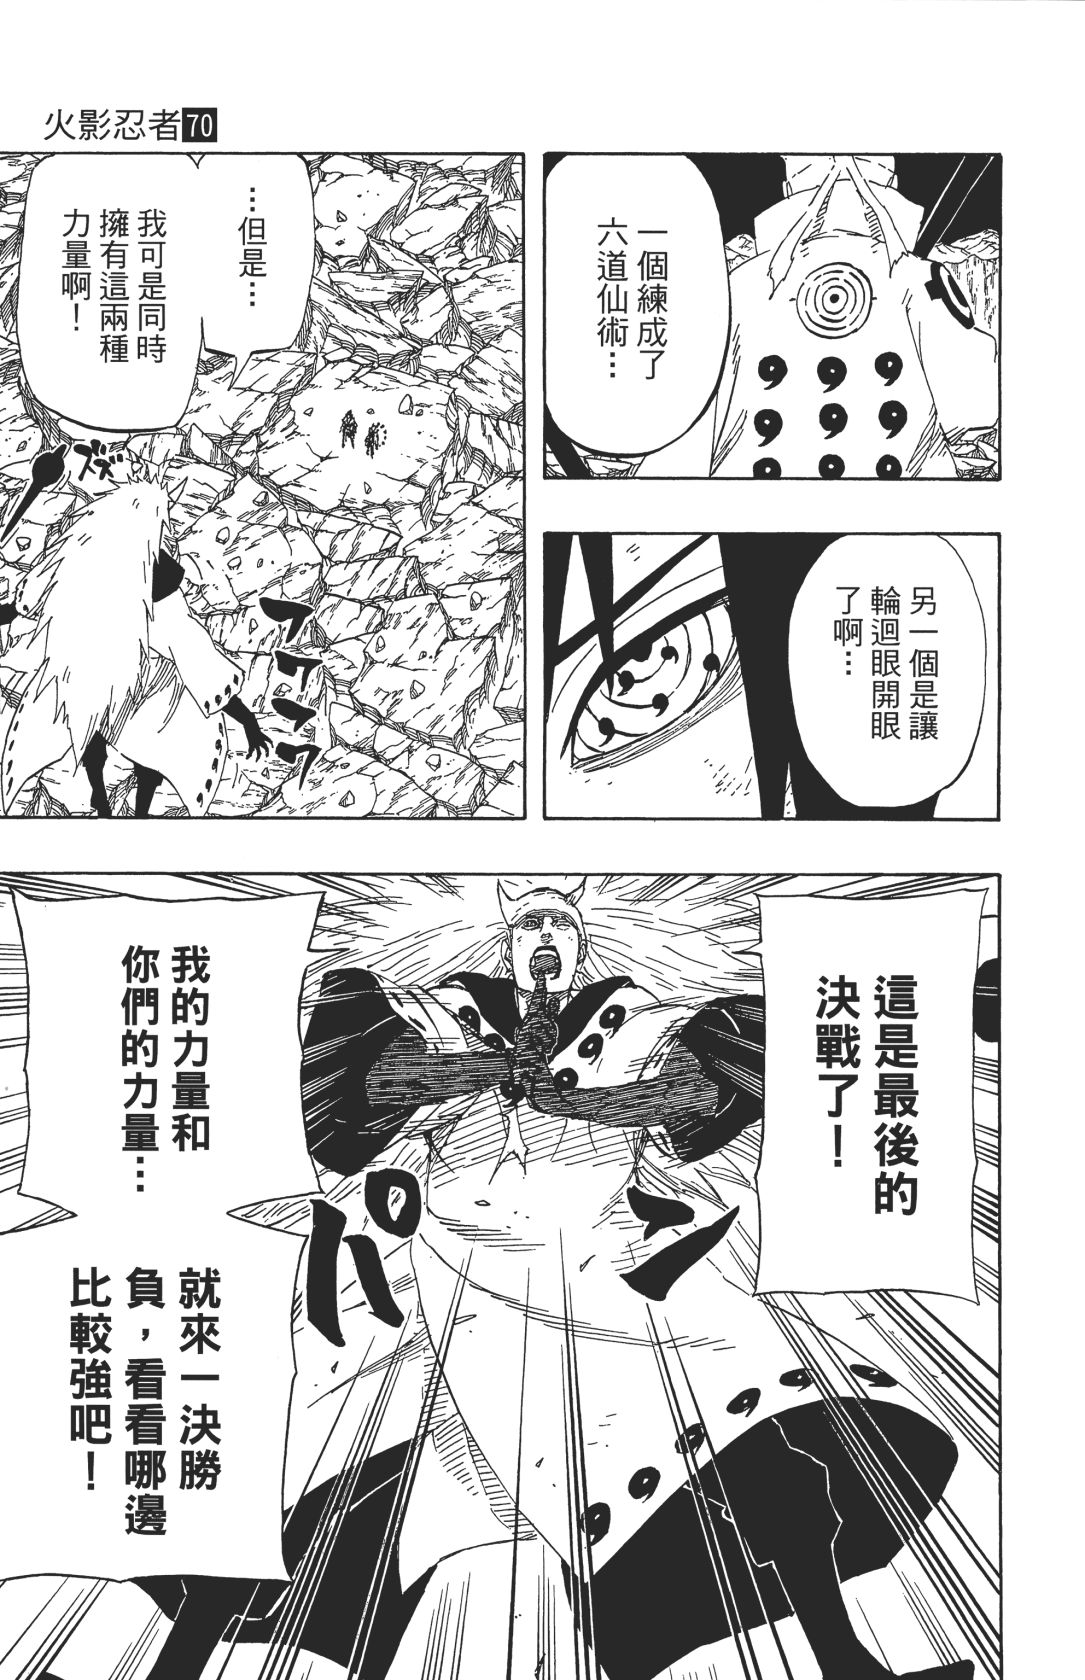 火影忍者70
一個練成了
六道仙術…
另一個是讓
輪迴眼開眼
了啊…
…但是…
我可是同時
擁有這兩種
力量啊！
ズズ
フワワワ
這是最後的
決戰了！
パン
我的力量和
你們的力量…
就來一決勝
負，看看哪邊
比較強吧！